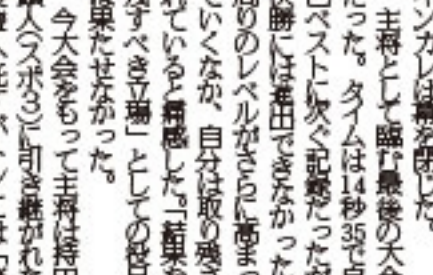 インカレは幕を閉じた。
主将として臨む最後の大会
だった。タイムは14秒35で
己ベストに次ぐ記録だったが
決勝には進出できなかった
周りのレベルがさらに高まっ
ていくなか、自分は取り残さ
れていると痛感した。「結果を
残すべき立場」としての役目
を果たせなかった。
今大会をもって主将は持田
人(スポ3)に引き継がれた